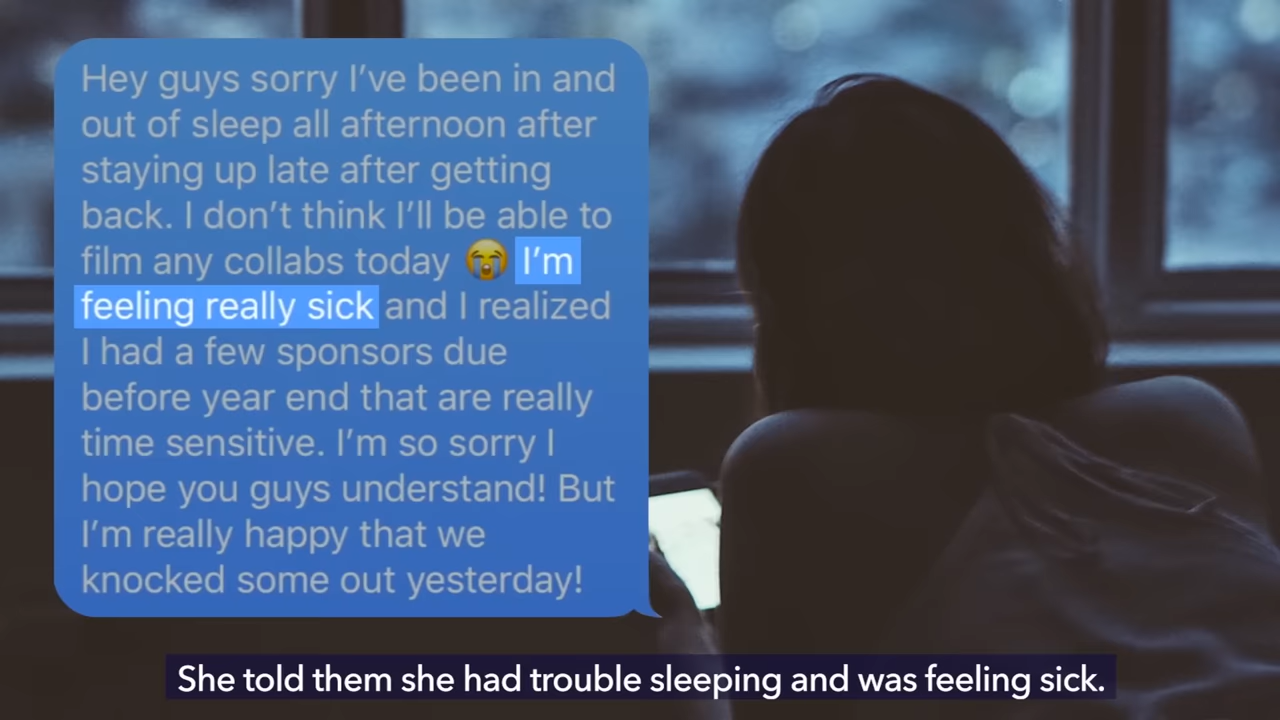 Hey guys sorry I’ve been in and
out of sleep all afternoon after
staying up late after getting
back. I don’t think I’ll be able to
film any collabs today 😭 I’m
feeling really sick and I realized
I had a few sponsors due
before year end that are really
time sensitive. I’m so sorry I
hope you guys understand! But
I’m really happy that we
knocked some out yesterday!
She told them she had trouble sleeping and was feeling sick.